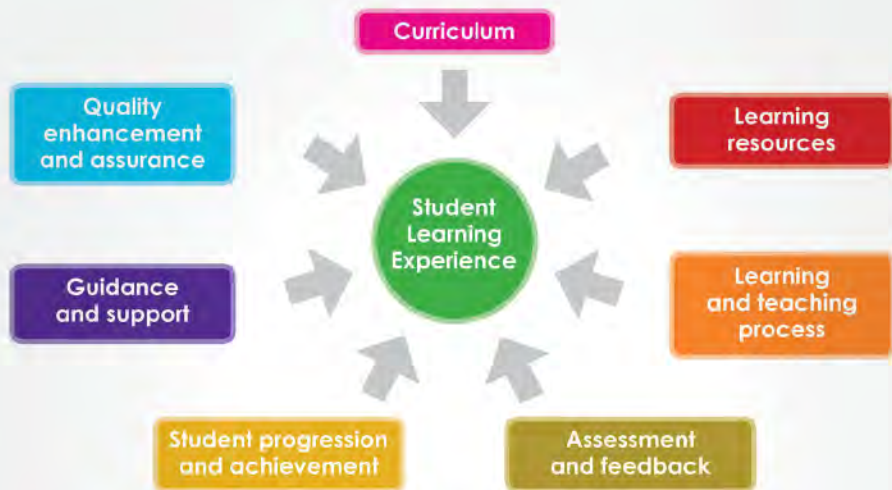 Curriculum
Quality
enhancement
and assurance
Learning
resources
Student
Learning
Experience
Guidance
and support
Learning
and teaching
process
Student progression
and achievement
Assessment
and feedback